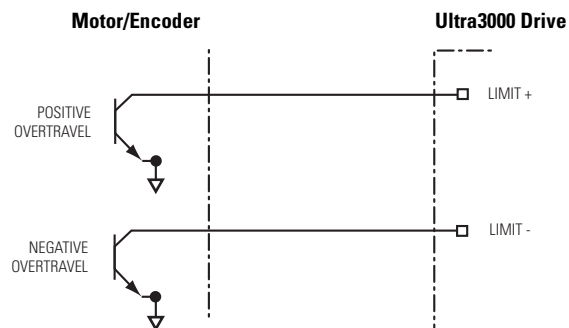 Motor/Encoder
Ultra3000 Drive
POSITIVE
OVERTRAVEL
LIMIT +
NEGATIVE
OVERTRAVEL
LIMIT -